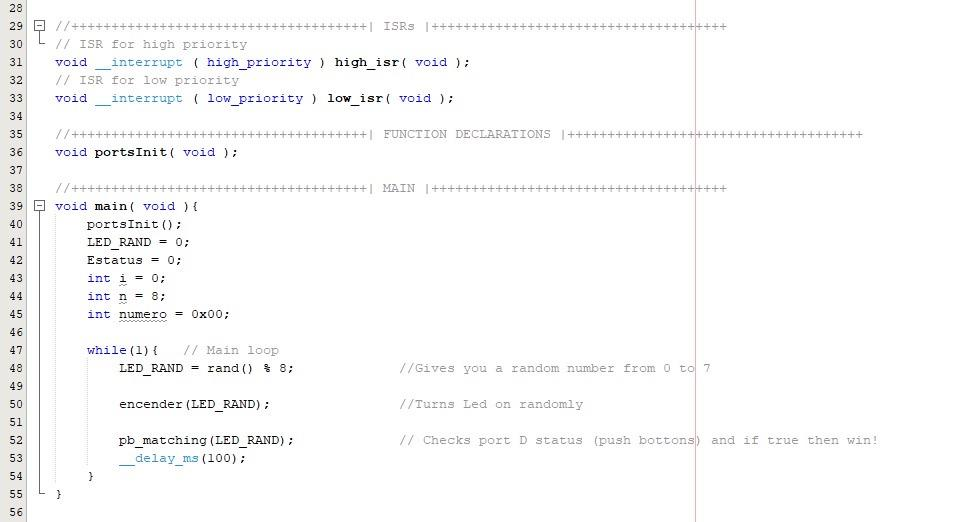 28
29 //+++++++++++++++++++++++++++++++++++++| ISRs |+++++++++++++++++++++++++++++++++++++
30 // ISR for high priority
31 void __interrupt ( high_priority ) high_isr( void );
32 // ISR for low priority
33 void __interrupt ( low_priority ) low_isr( void );
34
35 //+++++++++++++++++++++++++++++++++++++| FUNCTION DECLARATIONS |+++++++++++++++++++++++++++++++++++++
36 void portsInit( void );
37
38 //+++++++++++++++++++++++++++++++++++++| MAIN |+++++++++++++++++++++++++++++++++++++
39 void main( void ){
40 portsInit();
41 LED_RAND = 0;
42 Estatus = 0;
43 int i = 0;
44 int n = 8;
45 int numero = 0x00;
46
47 while(1){ // Main loop
48 LED_RAND = rand() % 8; //Gives you a random number from 0 to 7
49
50 encender(LED_RAND); //Turns Led on randomly
51
52 pb_matching(LED_RAND); // Checks port D status (push bottons) and if true then win!
53 __delay_ms(100);
54 }
55 }
56